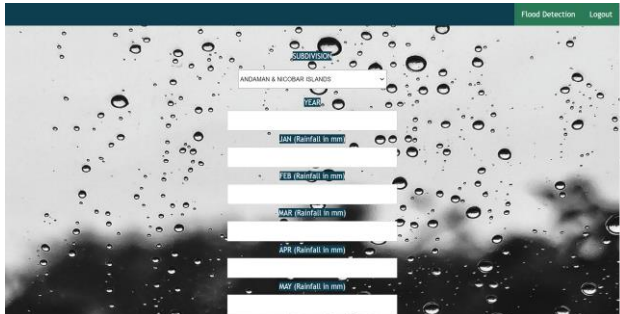 Flood Detection Logout
SUBDIVISION
ANDAMAN & NICOBAR ISLANDS
YEAR
JAN (Rainfall in mm)
FEB (Rainfall in mm)
MAR (Rainfall in mm)
APR (Rainfall in mm)
MAY (Rainfall in mm)